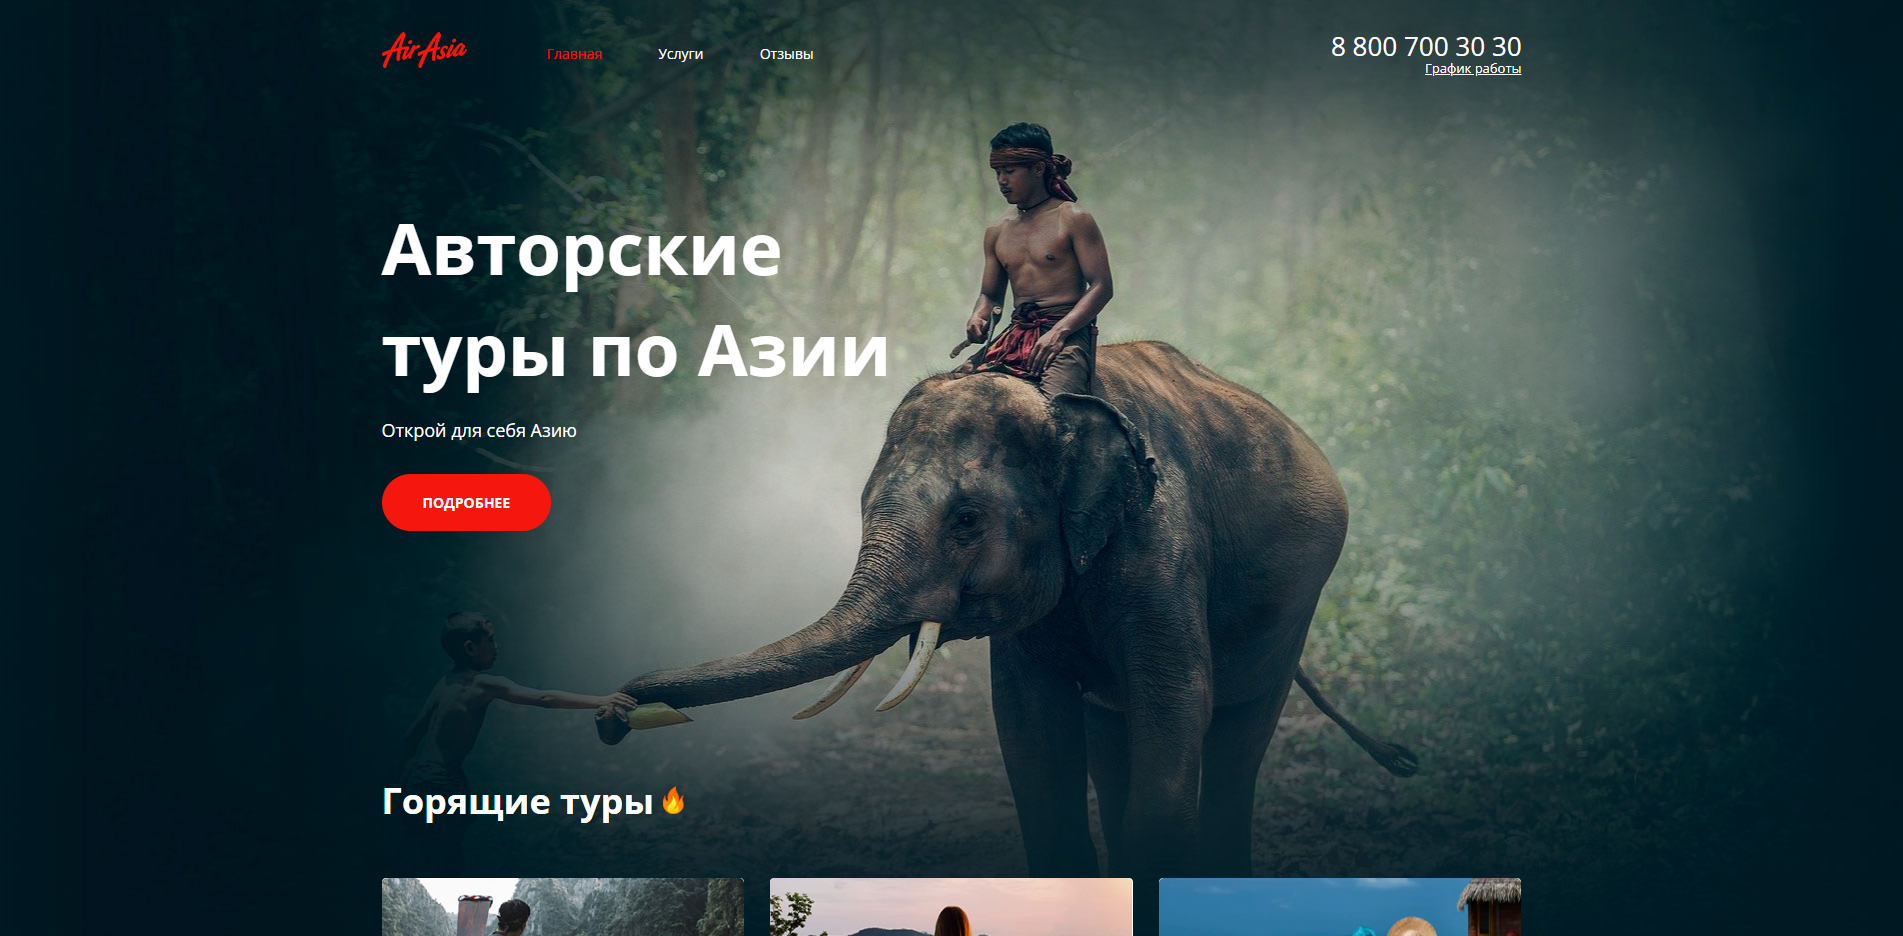 AirAsia
Главная
Услуги
Отзывы
8 800 700 30 30
График работы
Авторские
туры по Азии
Открой для себя Азию
ПОДРОБНЕЕ
Горящие туры🔥